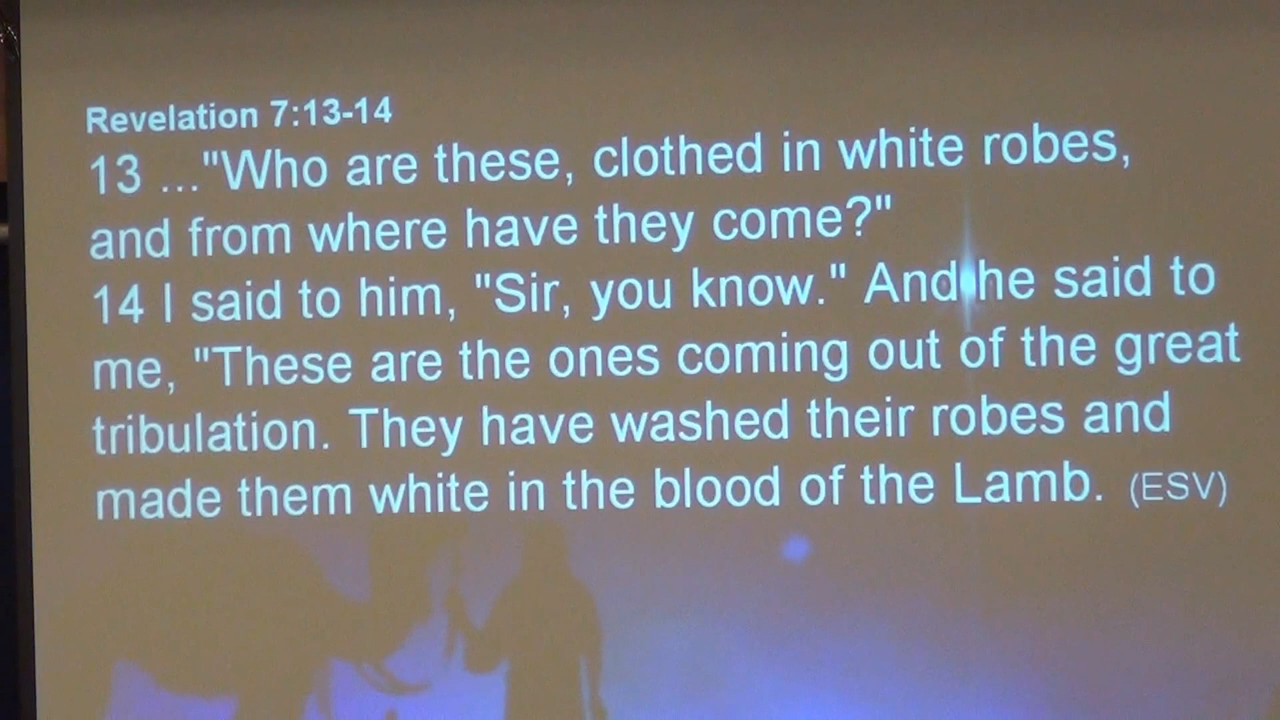 Revelation 7:13-14
13 ..."Who are these, clothed in white robes,
and from where have they come?"
14 I said to him, "Sir, you know." And he said to
me, "These are the ones coming out of the great
tribulation. They have washed their robes and
made them white in the blood of the Lamb. (ESV)